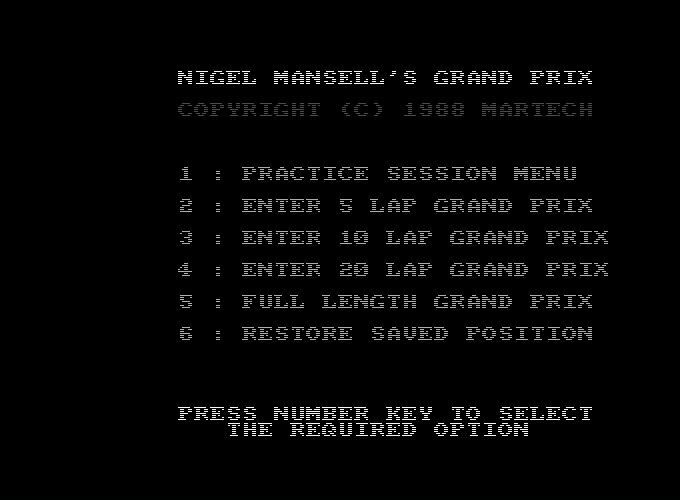 NIGEL MANSELL'S GRAND PRIX
COPYRIGHT (C) 1988 MARTECH
1 : PRACTICE SESSION MENU
2 : ENTER 5 LAP GRAND PRIX
3 : ENTER 10 LAP GRAND PRIX
4 : ENTER 20 LAP GRAND PRIX
5 : FULL LENGTH GRAND PRIX
6 : RESTORE SAVED POSITION
PRESS NUMBER KEY TO SELECT
THE REQUIRED OPTION